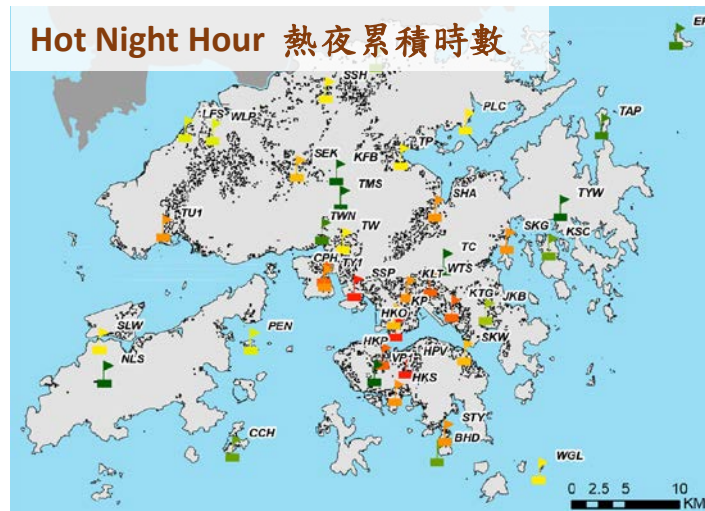 Hot Night Hour 熱夜累積時數
SSH
PLC
TAP
LFS
WLP
TP
SEK
KFB
TMS
SHA
TYW
TU1
TWN
TW
SKG
KSC
TC
CPH
TY1
SSP
KLT
WTS
KP
KTG
JKB
HKO
SKW
SLW
PEN
NLS
HKP
VP1
HPV
HKS
STY
BHD
CCH
WGL
0 2.5 5 10
KM